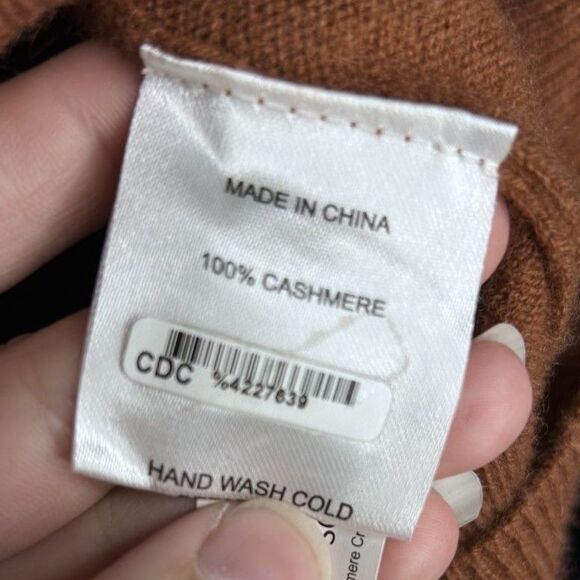 MADE IN CHINA
100% CASHMERE
CDC %4227639
HAND WASH COLD